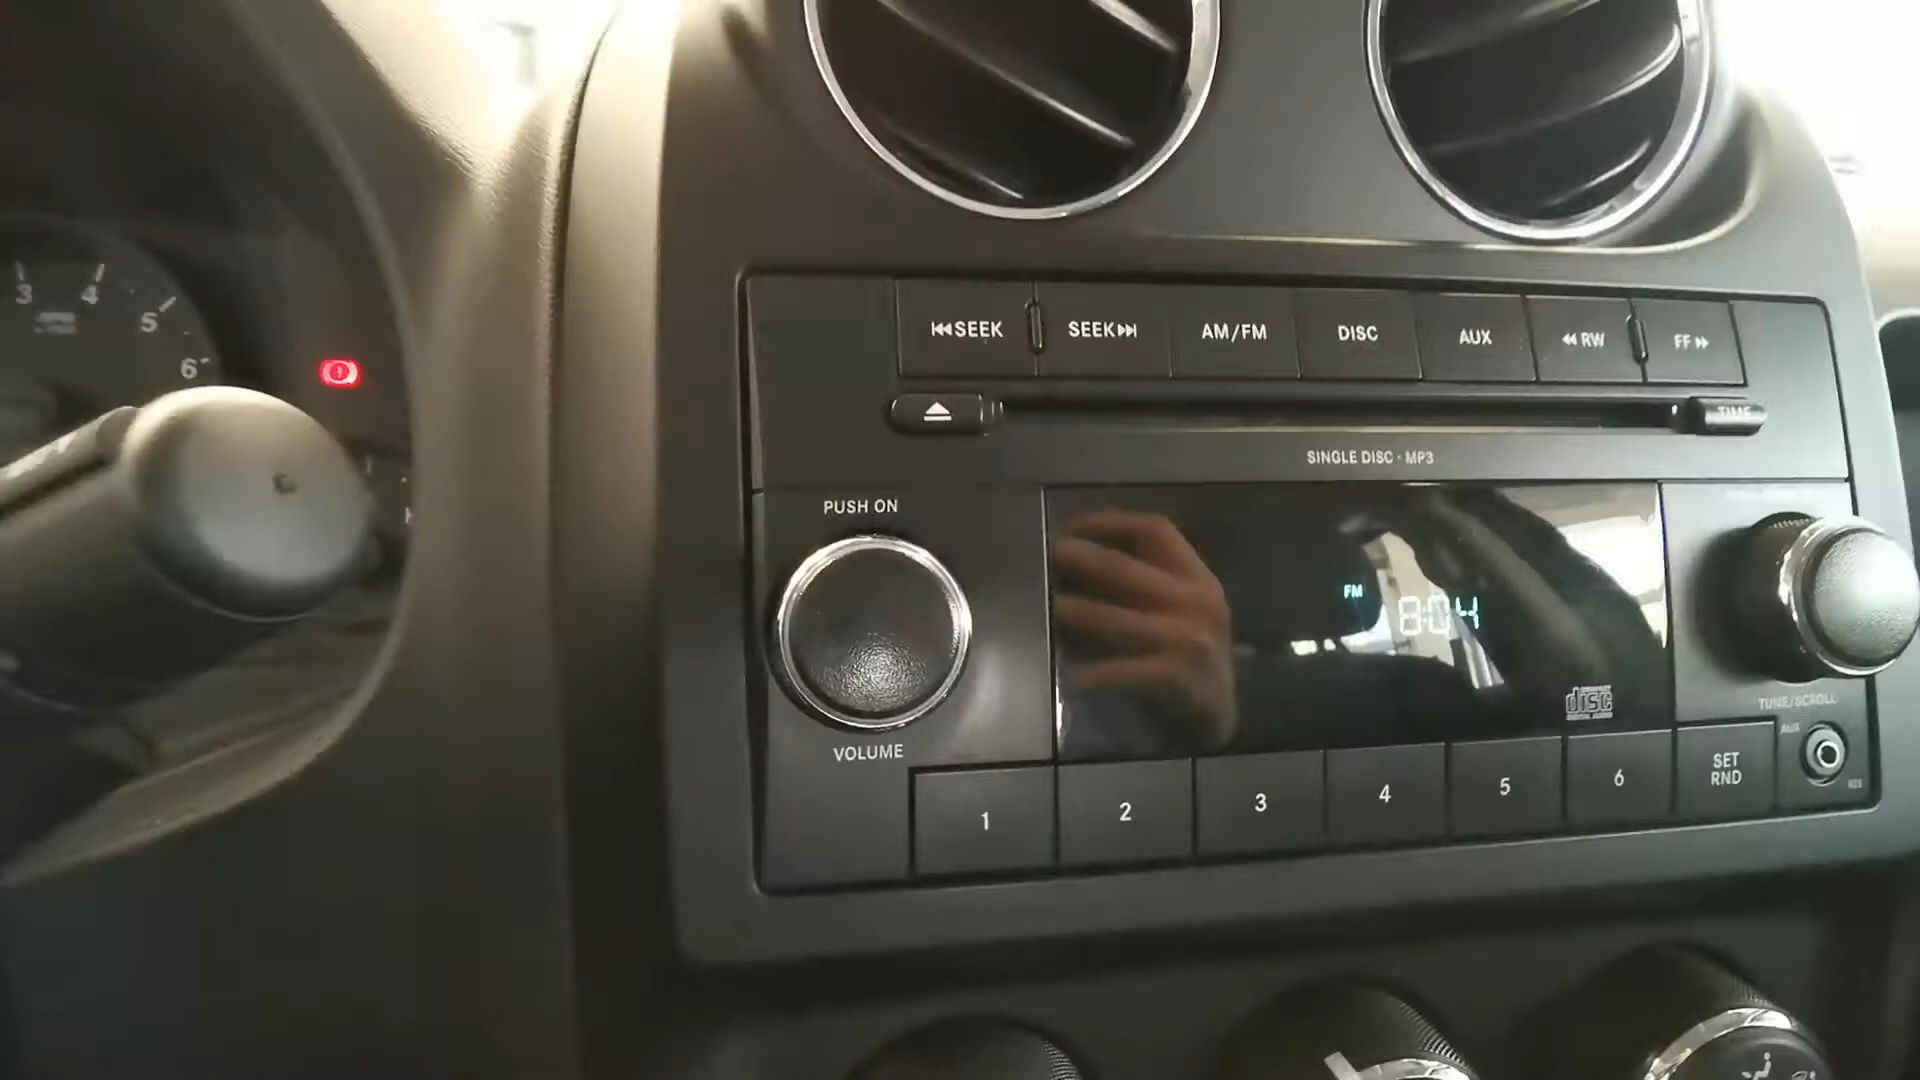 3
4
5
6
SEEK
SEEK
AM/FM
DISC
AUX
RW
FF
TIME
SINGLE DISC · MP3
PUSH ON
FM
8:04
disc
VOLUME
TUNE/SCROLL
AUX
1
2
3
4
5
6
SET
RND